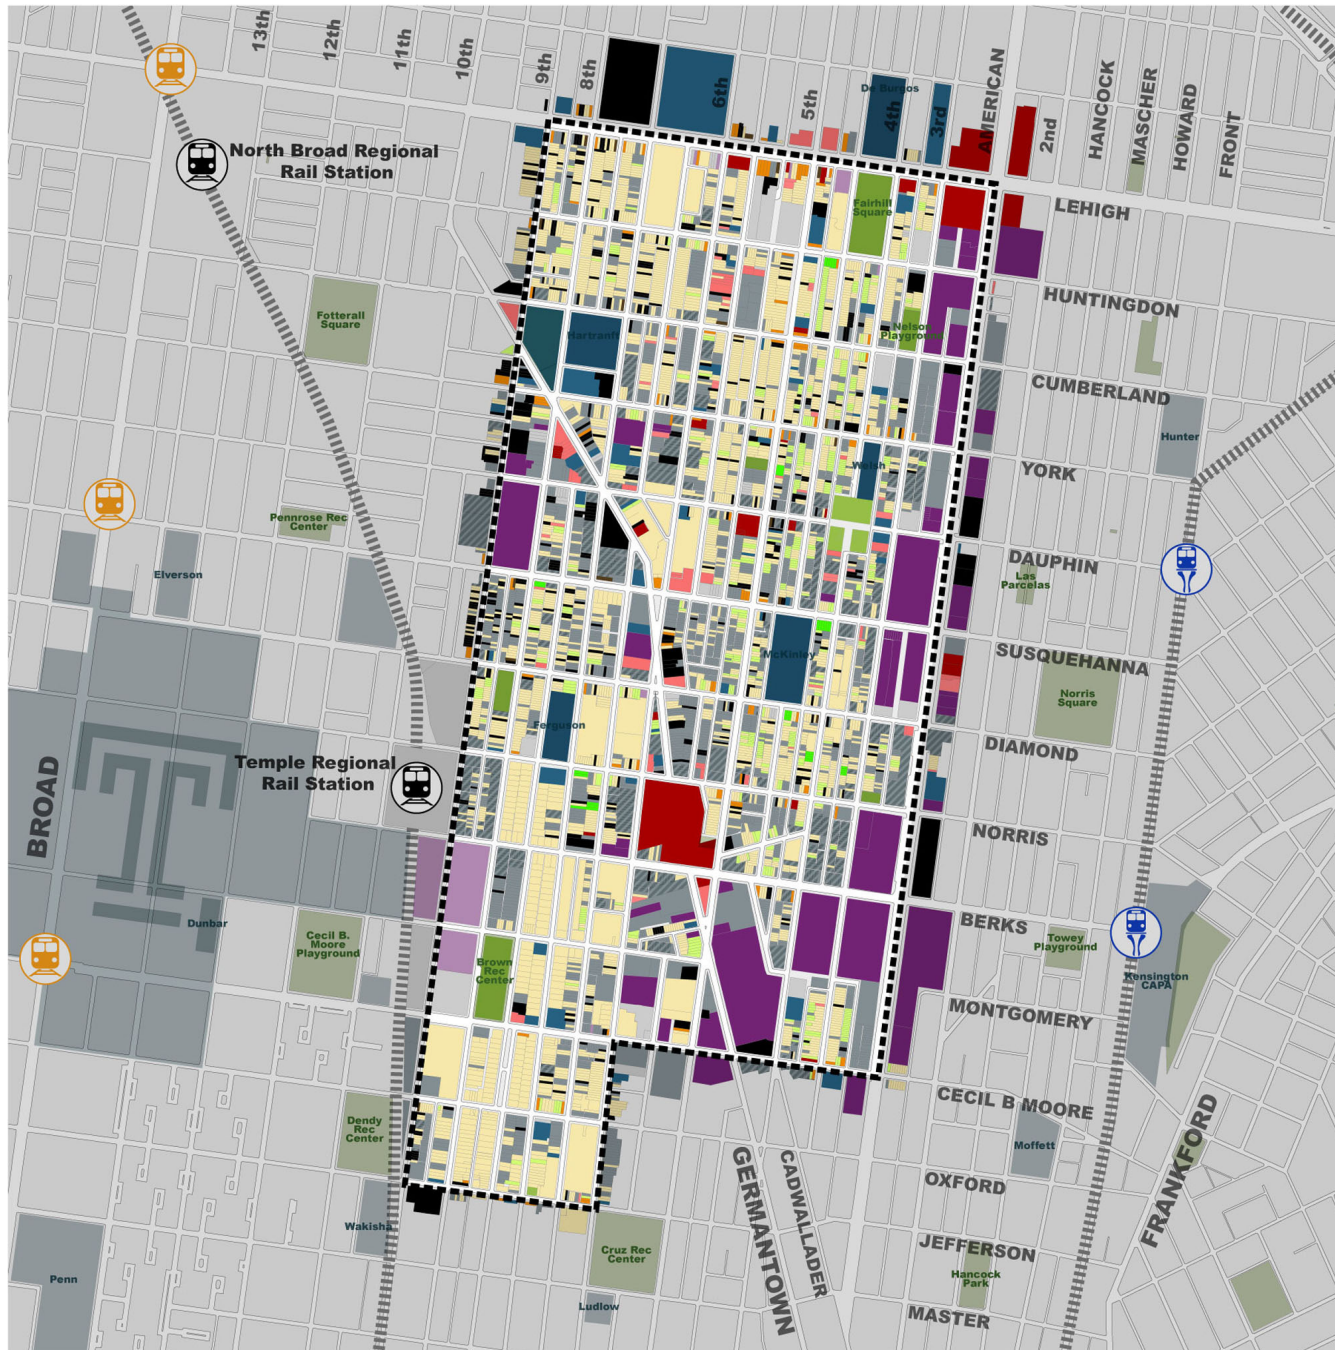 13th
12th
11th
10th
9th
8th
6th
5th
De Burgos
4th
3rd
AMERICAN
2nd
HANCOCK
MASCHER
HOWARD
FRONT
North Broad Regional
Rail Station
LEHIGH
Fairhill
Square
HUNTINGDON
Fotterall
Square
Hartranft
Nelson
Playground
CUMBERLAND
Hunter
YORK
Welsh
Pennrose Rec
Center
DAUPHIN
Las
Parcelas
Elverson
SUSQUEHANNA
McKinley
Norris
Square
Ferguson
DIAMOND
Temple Regional
Rail Station
BROAD
NORRIS
BERKS
Dunbar
Cecil B.
Moore
Playground
Towey
Playground
Brown
Rec
Center
Kensington
CAPA
MONTGOMERY
CECIL B MOORE
Dendy
Rec
Center
Moffett
FRANKFORD
GERMANTOWN
CADWALLADER
OXFORD
Wakisha
JEFFERSON
Cruz Rec
Center
Hancock
Park
Penn
Ludlow
MASTER